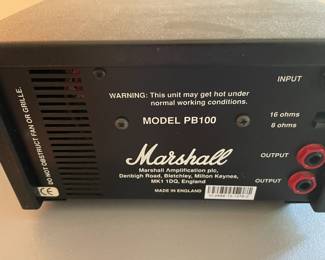 INPUT
WARNING: This unit may get hot under
normal working conditions.
MODEL PB100
16 ohms
8 ohms
DO NOT OBSTRUCT FAN OR GRILLE.
Marshall
OUTPUT
Marshall Amplification plc,
Denbigh Road, Bletchley, Milton Keynes,
MK1 1DQ, England
CE
MADE IN ENGLAND
OUTPUT